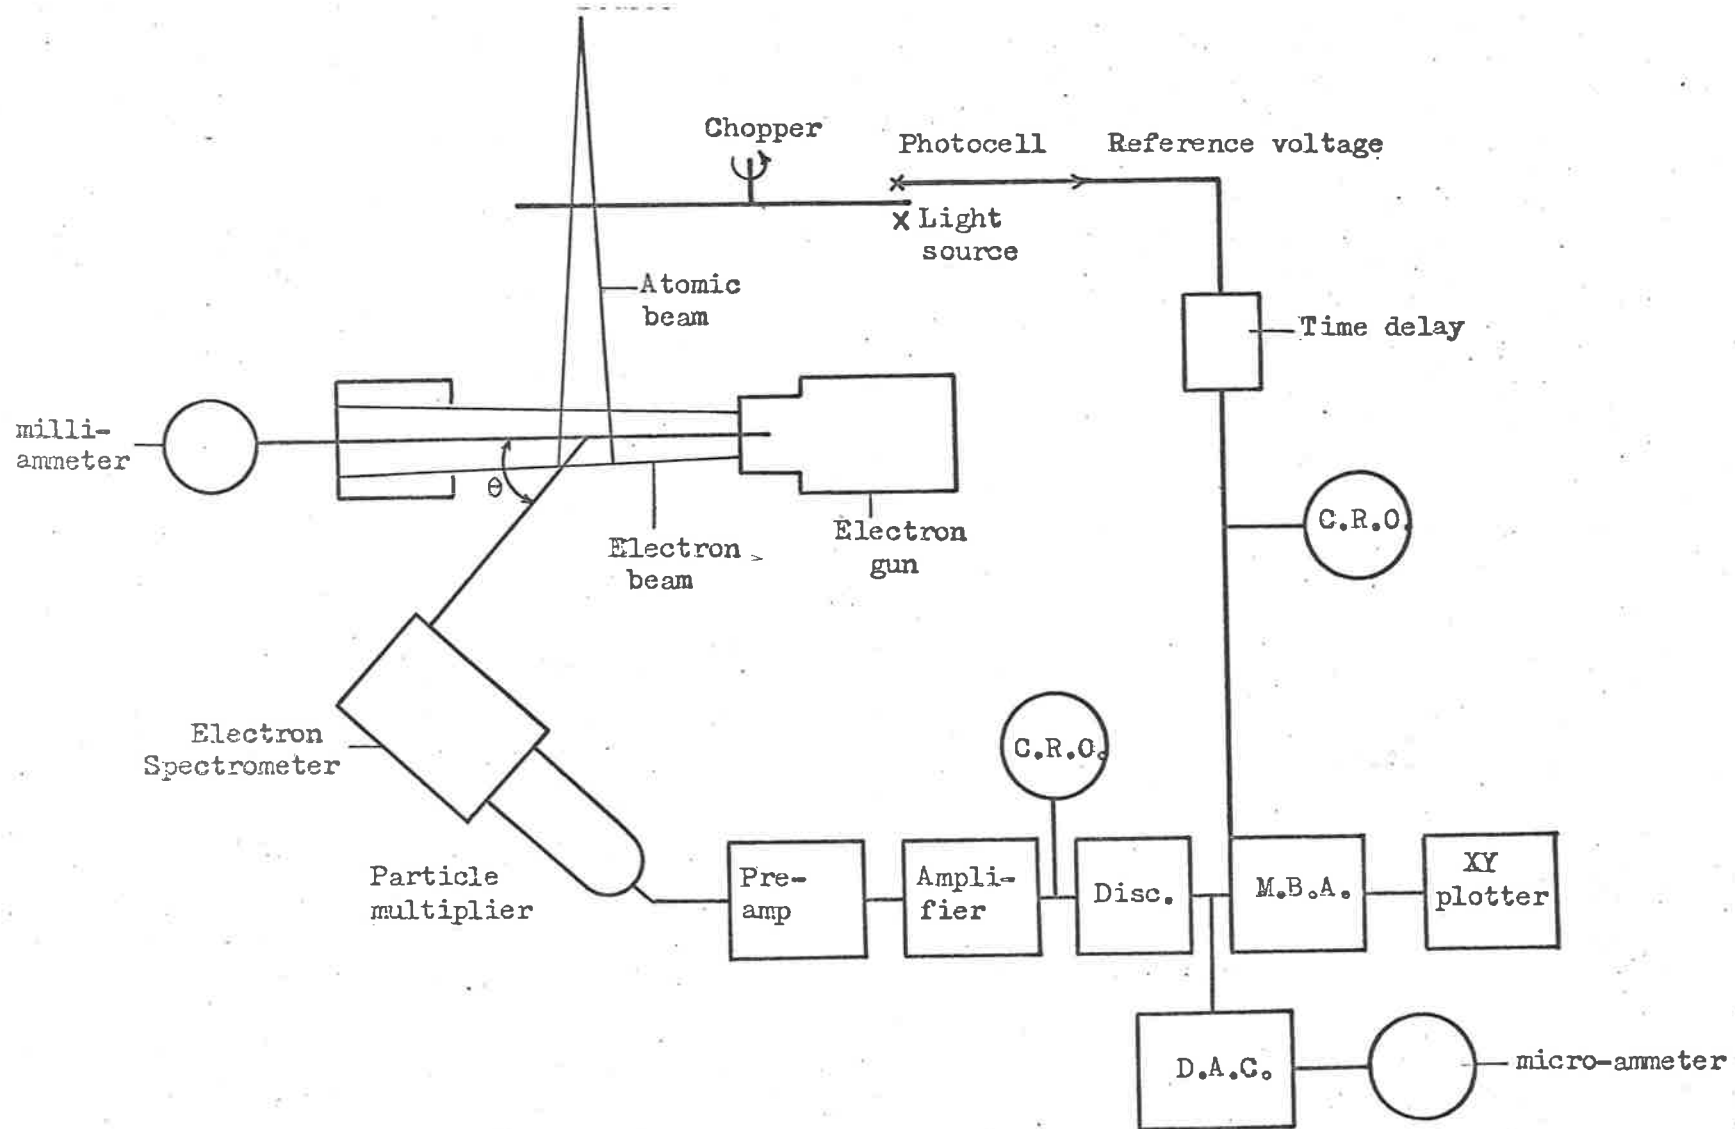 Chopper
Photocell
Reference voltage
Light
source
Atomic
beam
Time delay
milli-
ammeter
θ
Electron
beam
Electron
gun
C.R.O.
Electron
Spectrometer
C.R.O.
Particle
multiplier
Pre-
amp
Ampli-
fier
Disc.
M.B.A.
XY
plotter
D.A.C.
micro-ammeter